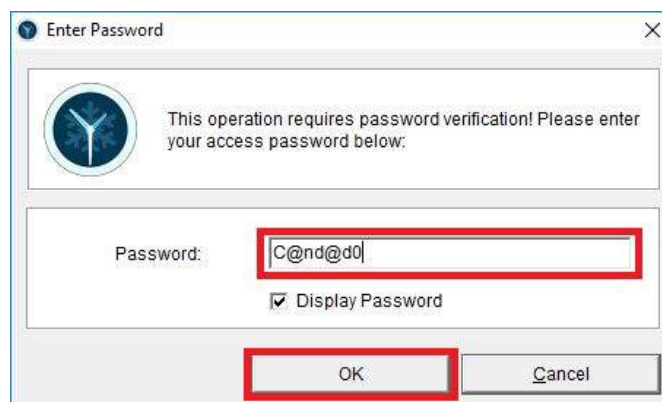 Enter Password
This operation requires password verification! Please enter
your access password below:
Password:
C@nd@d0
Display Password
OK
Cancel